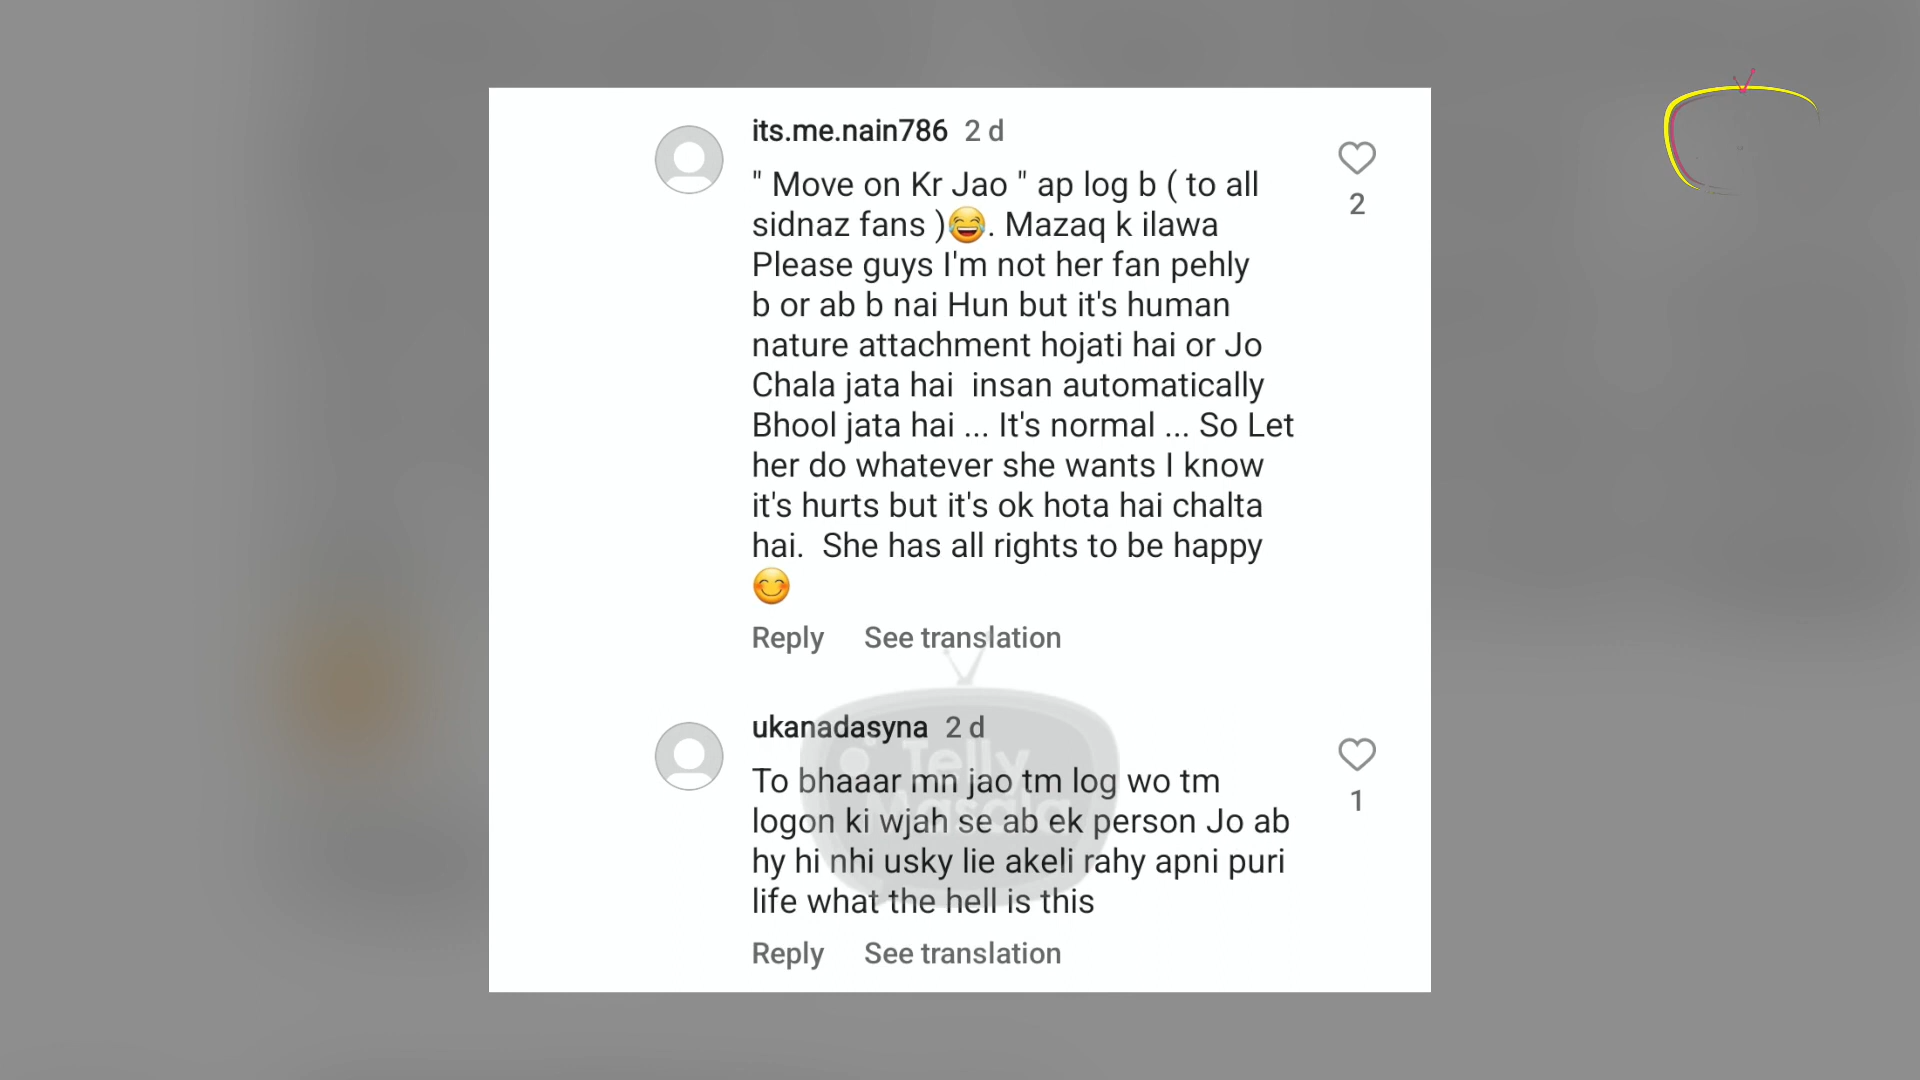 its.me.nain786 2 d
" Move on Kr Jao " ap log b ( to all
2
sidnaz fans )😂. Mazaq k ilawa
Please guys I'm not her fan pehly
b or ab b nai Hun but it's human
nature attachment hojati hai or Jo
Chala jata hai  insan automatically
Bhool jata hai ... It's normal ... So Let
her do whatever she wants I know
it's hurts but it's ok hota hai chalta
hai.  She has all rights to be happy
😊
Reply See translation
ukanadasyna 2 d
Telly
Masala
To bhaaar mn jao tm log wo tm
1
logon ki wjah se ab ek person Jo ab
hy hi nhi usky lie akeli rahy apni puri
life what the hell is this
Reply See translation